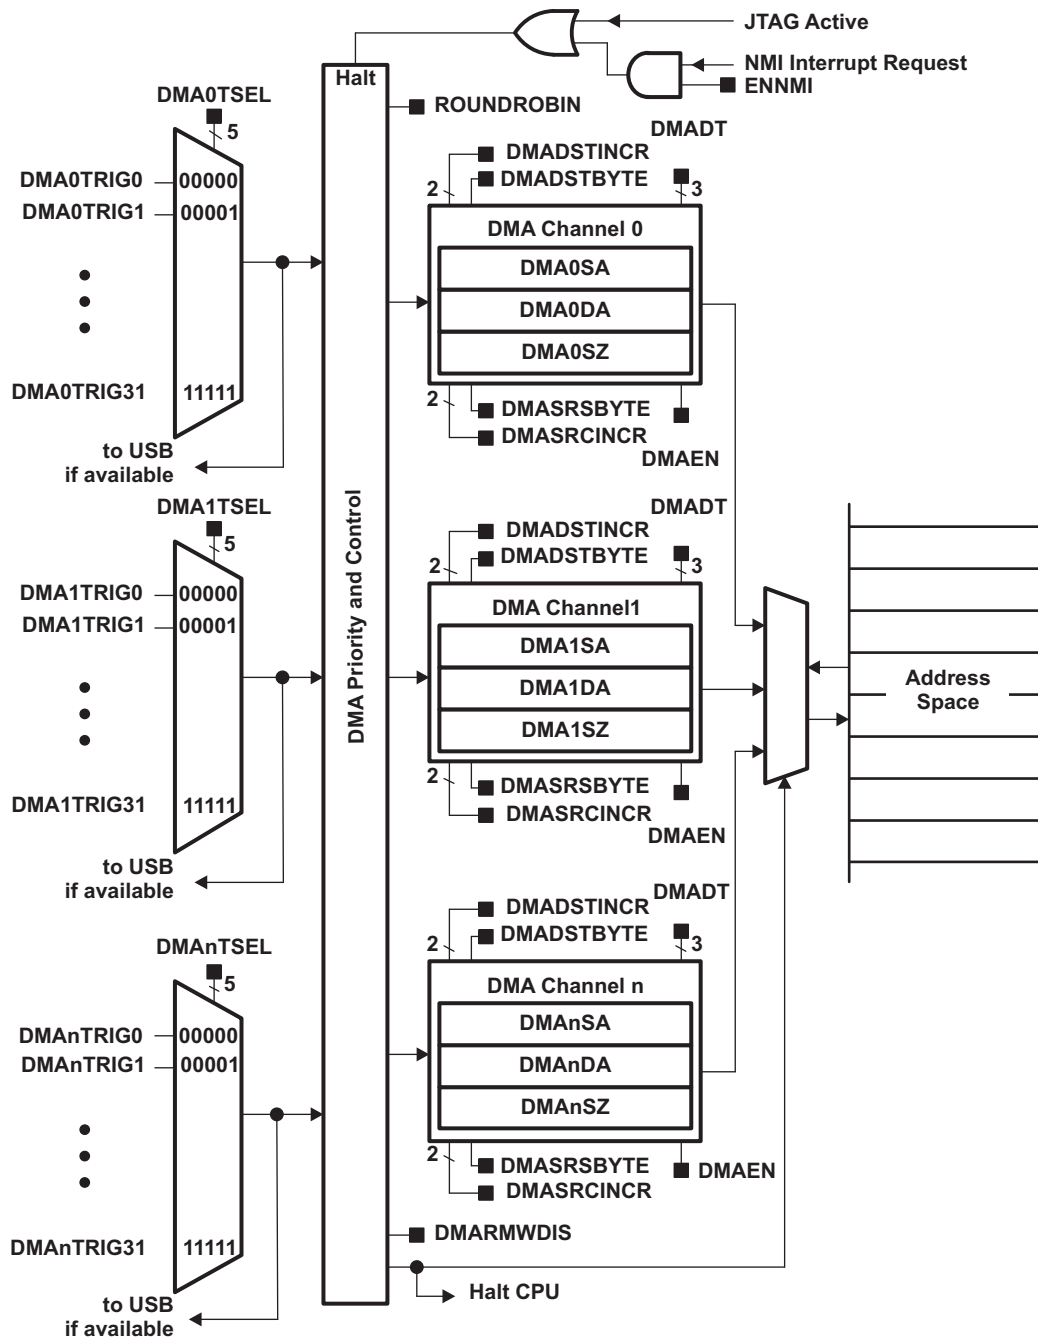 JTAG Active
NMI Interrupt Request
ENNMI
Halt
ROUNDROBIN
DMA0TSEL
5
DMA0TRIG0
00000
DMA0TRIG1
00001
DMA0TRIG31
11111
to USB
if available
DMADT
DMADSTINCR
DMADSTBYTE
2
3
DMA Channel 0
DMA0SA
DMA0DA
DMA0SZ
2
DMASRSBYTE
DMASRCINCR
DMAEN
DMA Priority and Control
DMA1TSEL
5
DMA1TRIG0
00000
DMA1TRIG1
00001
DMA1TRIG31
11111
to USB
if available
DMADT
DMADSTINCR
DMADSTBYTE
2
3
DMA Channel1
DMA1SA
DMA1DA
DMA1SZ
2
DMASRSBYTE
DMASRCINCR
DMAEN
Address
Space
DMAnTSEL
5
DMAnTRIG0
00000
DMAnTRIG1
00001
DMAnTRIG31
11111
to USB
if available
DMADT
DMADSTINCR
DMADSTBYTE
2
3
DMA Channel n
DMAnSA
DMAnDA
DMAnSZ
2
DMASRSBYTE
DMASRCINCR
DMAEN
DMARMWDIS
Halt CPU